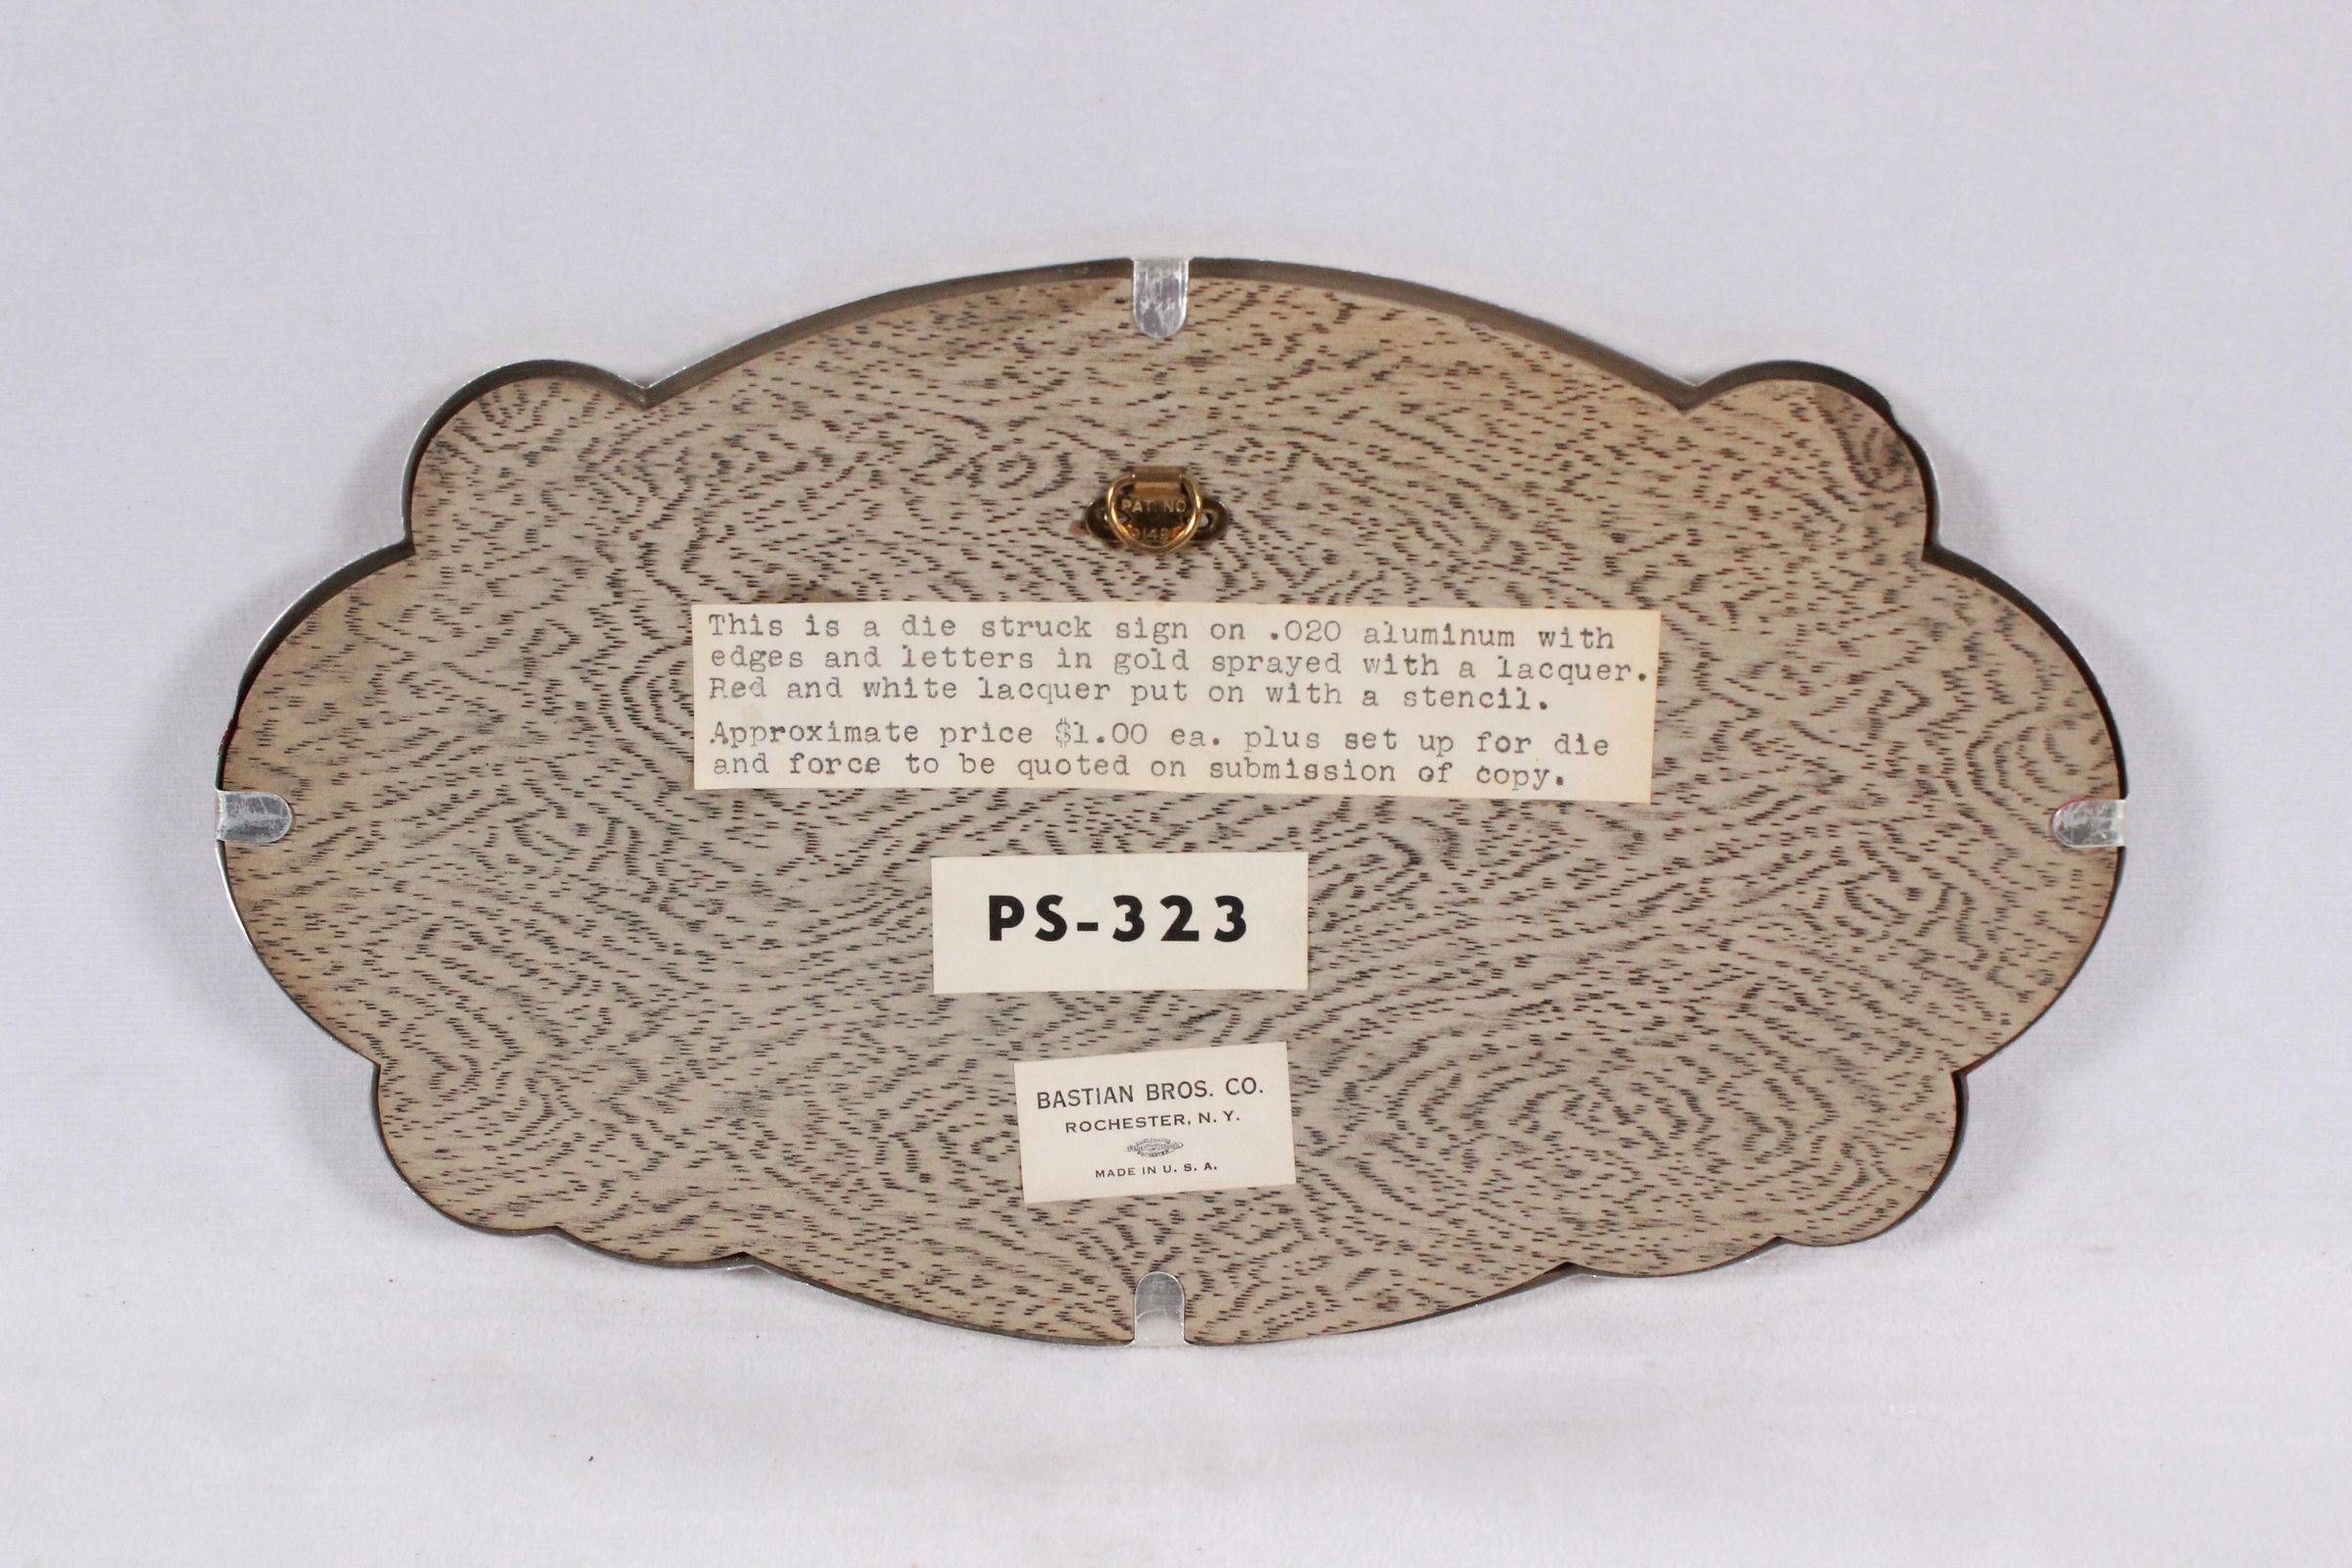 PAT NO
This is a die struck sign on .020 aluminum with
edges and letters in gold sprayed with a lacquer.
Red and white lacquer put on with a stencil.
Approximate price $1.00 ea. plus set up for die
and force to be quoted on submission of copy.
PS-323
BASTIAN BROS. CO.
ROCHESTER, N. Y.
MADE IN U. S. A.